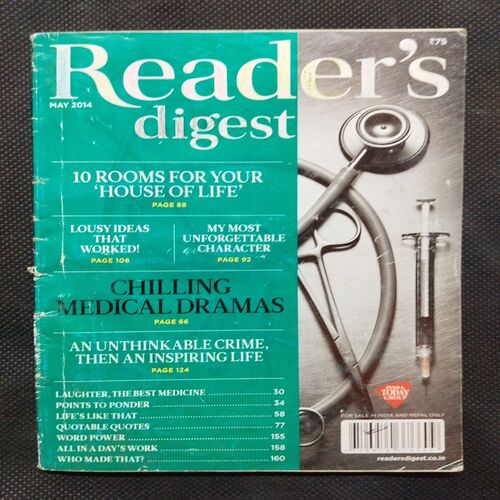 Reader's
₹75
MAY 2014
digest
10 ROOMS FOR YOUR
'HOUSE OF LIFE'
PAGE 88
LOUSY IDEAS
THAT
WORKED!
PAGE 106
MY MOST
UNFORGETTABLE
CHARACTER
PAGE 92
CHILLING
MEDICAL DRAMAS
PAGE 66
AN UNTHINKABLE CRIME,
THEN AN INSPIRING LIFE
PAGE 124
LAUGHTER, THE BEST MEDICINE ..................... 30
POINTS TO PONDER ..................... 34
LIFE'S LIKE THAT ..................... 58
QUOTABLE QUOTES ..................... 77
WORD POWER ..................... 155
ALL IN A DAY'S WORK ..................... 158
WHO MADE THAT? ..................... 160
INDIA
TODAY
GROUP
FOR SALE IN INDIA AND NEPAL ONLY
readersdigest.co.in